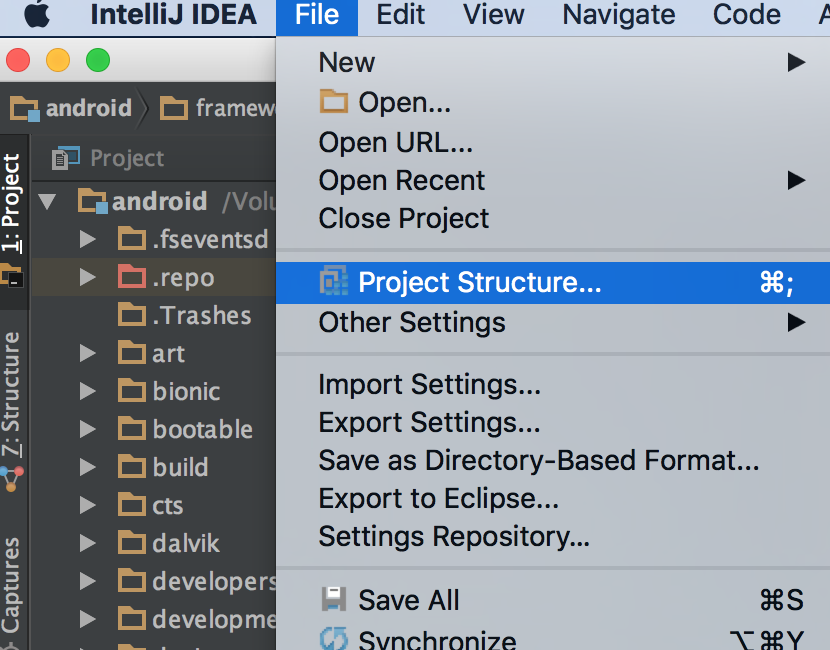 IntelliJ IDEA File Edit View Navigate Code
android framew
Project
1: Project
7: Structure
Captures
android /Volu
.fseventsd
.repo
.Trashes
art
bionic
bootable
build
cts
dalvik
developers
developme
New
Open...
Open URL...
Open Recent
Close Project
Project Structure... ⌘;
Other Settings
Import Settings...
Export Settings...
Save as Directory-Based Format...
Export to Eclipse...
Settings Repository...
Save All ⌘S
Synchronize ⌥⌘Y